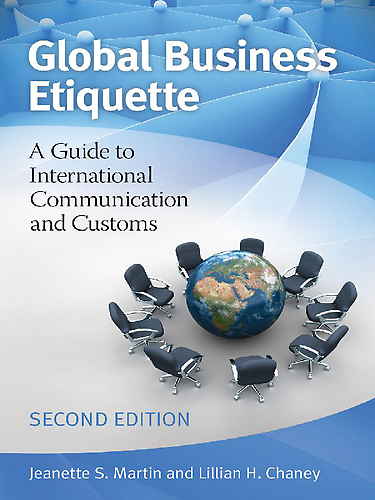 Global Business
Etiquette
A Guide to
International
Communication
and Customs
SECOND EDITION
Jeanette S. Martin and Lillian H. Chaney